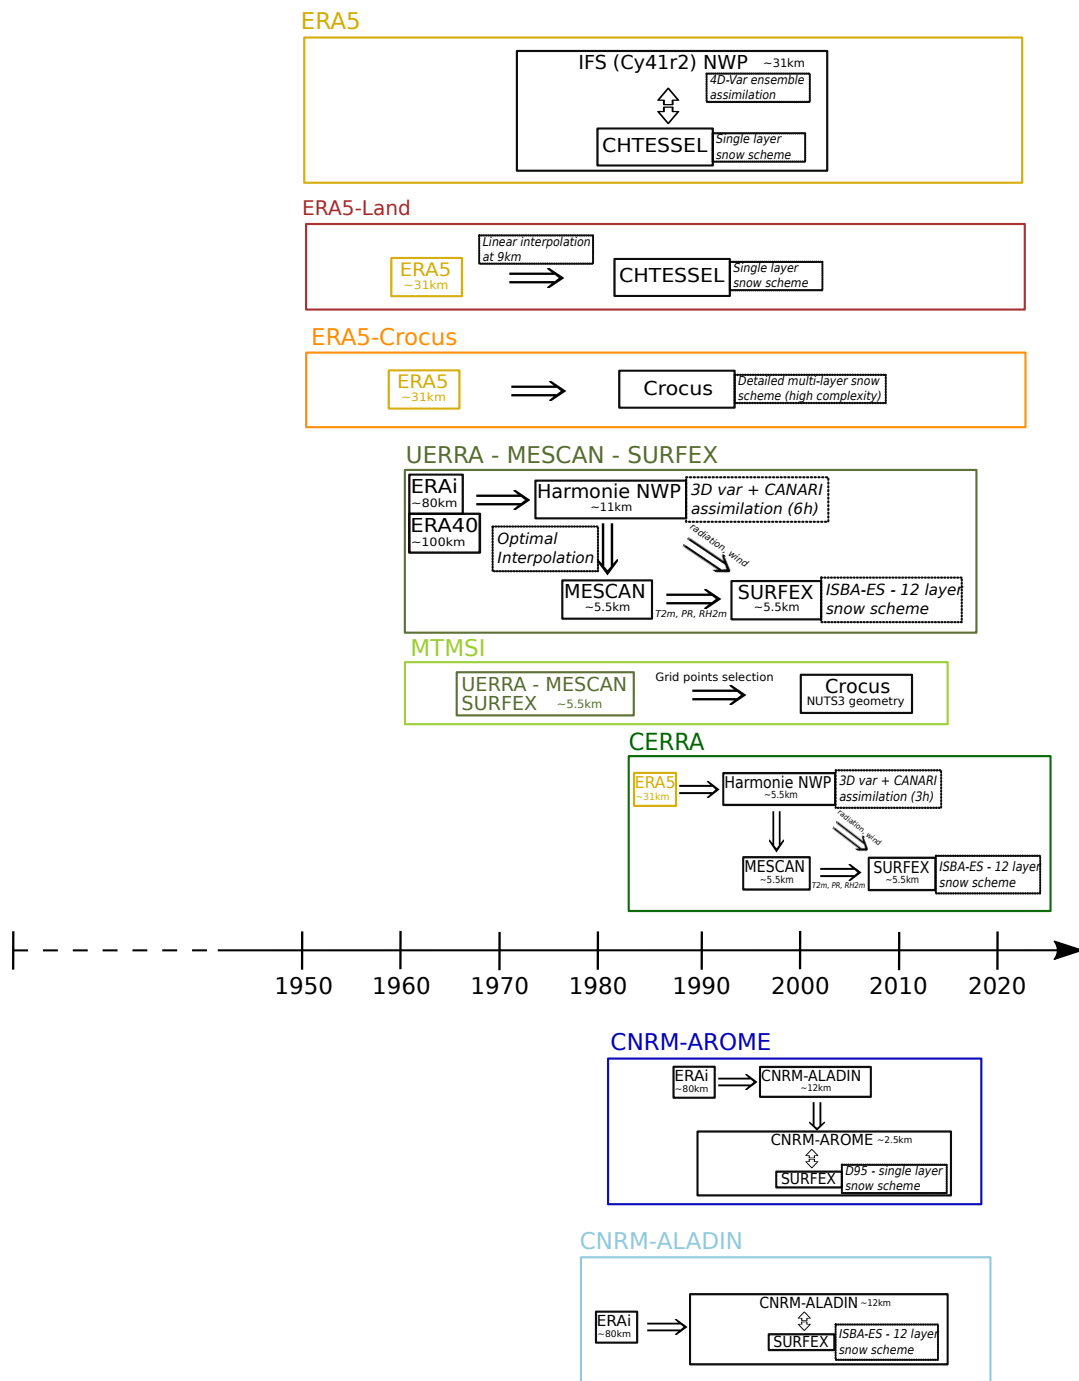 ERA5
IFS (Cy41r2) NWP ~31km
4D-Var ensemble
assimilation
CHTESSEL
Single layer
snow scheme
ERA5-Land
Linear interpolation
at 9km
ERA5
~31km
CHTESSEL
Single layer
snow scheme
ERA5-Crocus
ERA5
~31km
Crocus
Detailed multi-layer snow
scheme (high complexity)
UERRA - MESCAN - SURFEX
ERAi
~80km
ERA40
~100km
Harmonie NWP
~11km
3D var + CANARI
assimilation (6h)
Optimal
Interpolation
radiation, wind
MESCAN
~5.5km
T2m, PR, RH2m
SURFEX
~5.5km
ISBA-ES - 12 layer
snow scheme
MTMSI
UERRA - MESCAN
SURFEX ~5.5km
Grid points selection
Crocus
NUTS3 geometry
CERRA
ERA5
~31km
Harmonie NWP
~5.5km
3D var + CANARI
assimilation (3h)
radiation, wind
MESCAN
~5.5km
T2m, PR, RH2m
SURFEX
~5.5km
ISBA-ES - 12 layer
snow scheme
1950 1960 1970 1980 1990 2000 2010 2020
CNRM-AROME
ERAi
~80km
CNRM-ALADIN
~12km
CNRM-AROME ~2.5km
SURFEX
D95 - single layer
snow scheme
CNRM-ALADIN
ERAi
~80km
CNRM-ALADIN ~12km
SURFEX
ISBA-ES - 12 layer
snow scheme